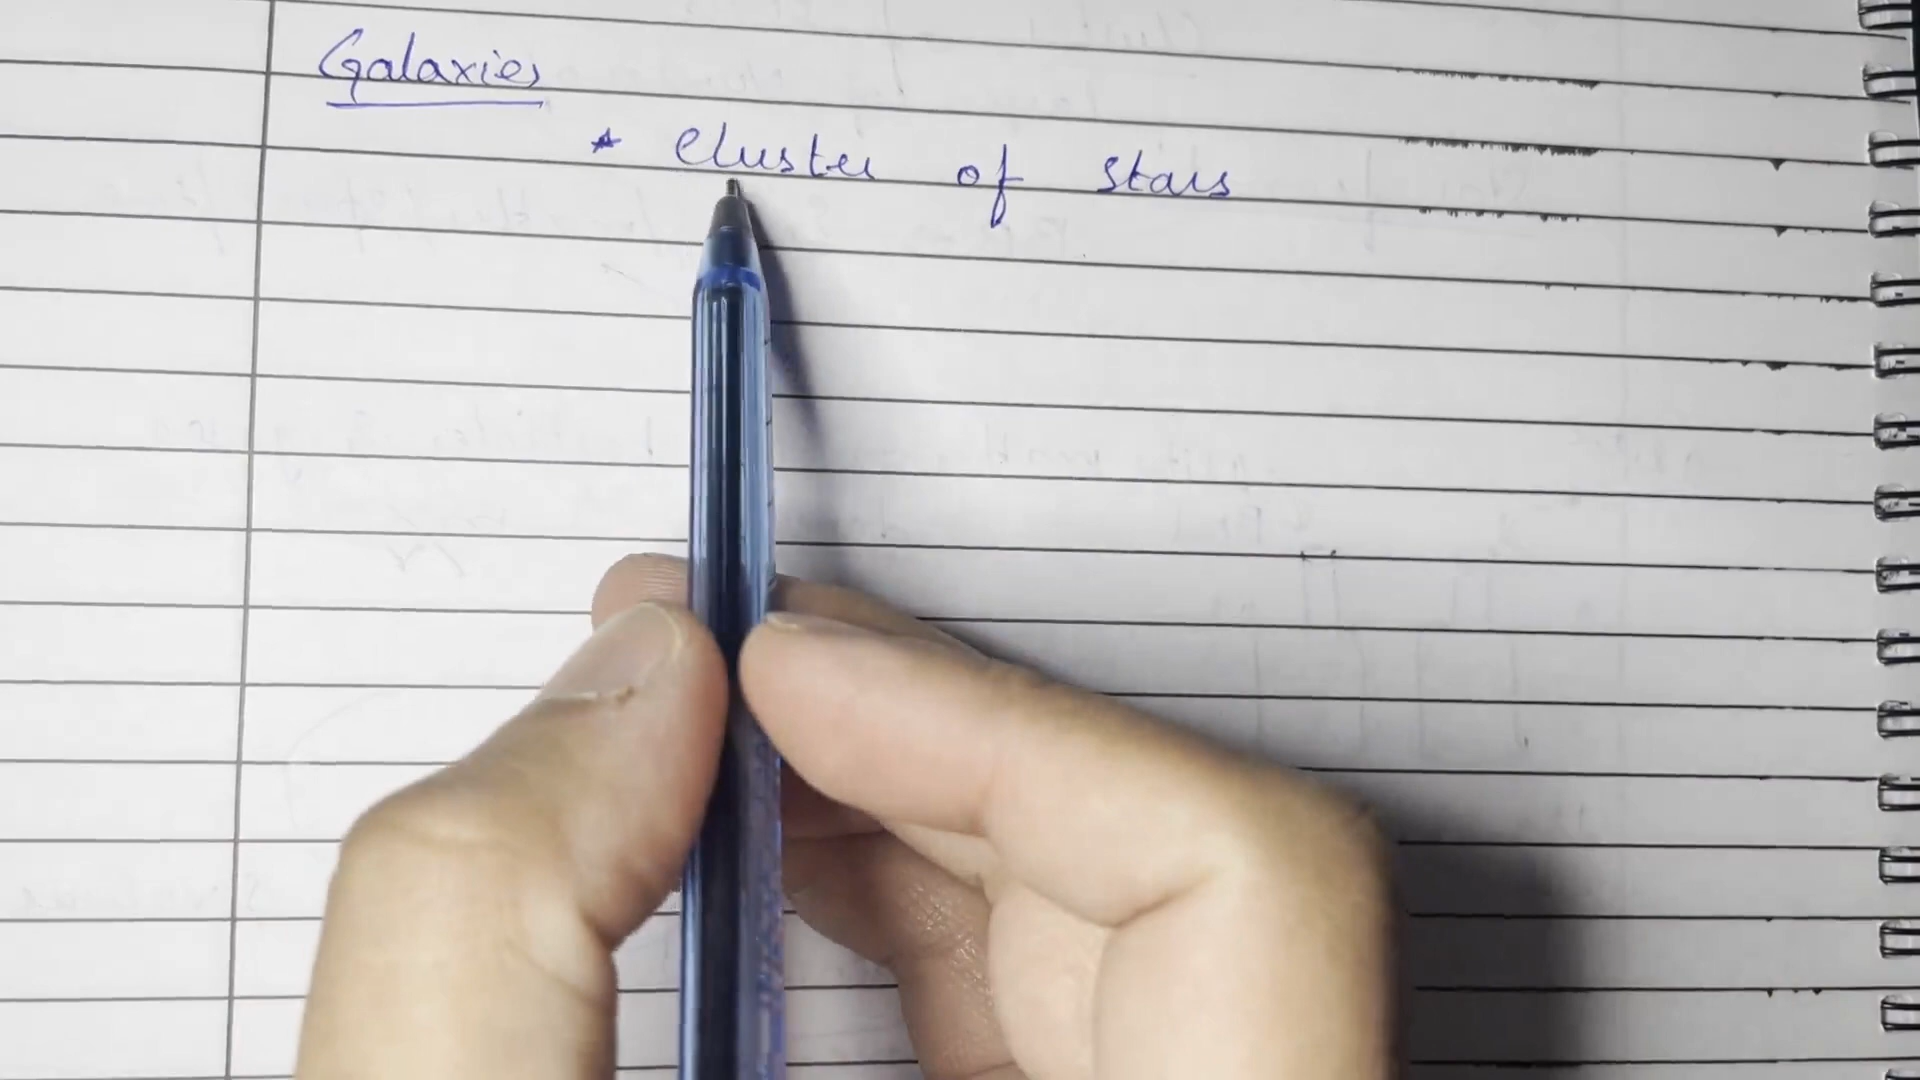 Galaxies
* Cluster of stars